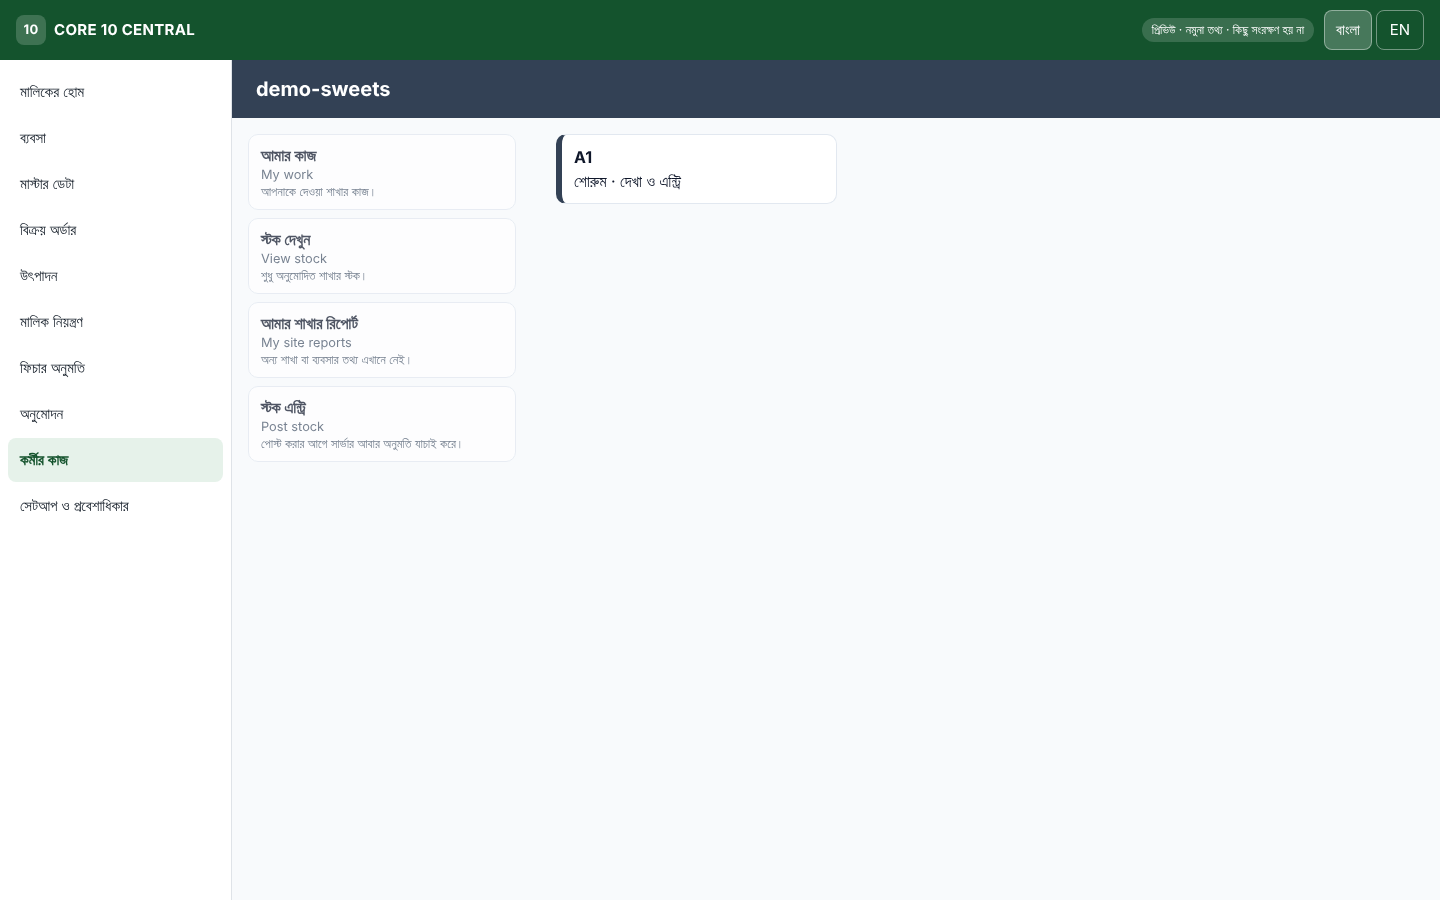 10 CORE 10 CENTRAL
প্রিভিউ · নমুনা তথ্য · কিছু সংরক্ষণ হয় না
বাংলা
EN
মালিকের হোম
ব্যবসা
মাস্টার ডেটা
বিক্রয় অর্ডার
উৎপাদন
মালিক নিয়ন্ত্রণ
ফিচার অনুমতি
অনুমোদন
কর্মীর কাজ
সেটআপ ও প্রবেশাধিকার
demo-sweets
আমার কাজ
My work
আপনাকে দেওয়া শাখার কাজ।
স্টক দেখুন
View stock
শুধু অনুমোদিত শাখার স্টক।
আমার শাখার রিপোর্ট
My site reports
অন্য শাখা বা ব্যবসার তথ্য এখানে নেই।
স্টক এন্ট্রি
Post stock
পোস্ট করার আগে সার্ভার আবার অনুমতি যাচাই করে।
A1
শোরুম · দেখা ও এন্ট্রি